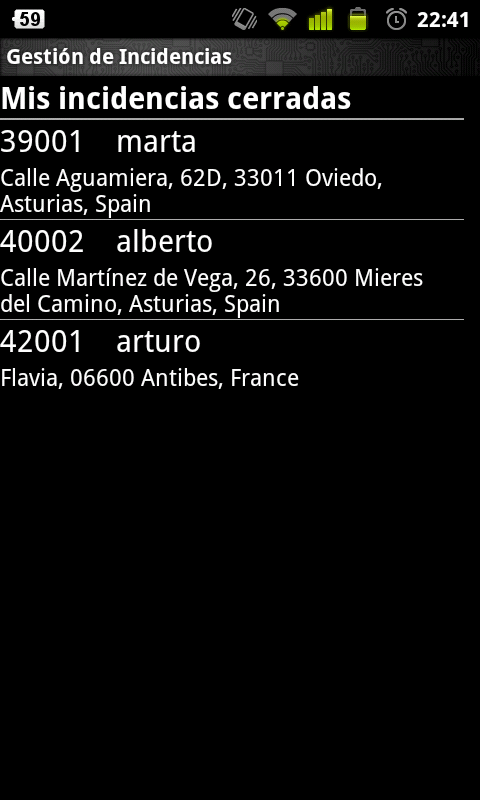 59 22:41
Gestión de Incidencias
Mis incidencias cerradas
39001 marta
Calle Aguamiera, 62D, 33011 Oviedo,
Asturias, Spain
40002 alberto
Calle Martínez de Vega, 26, 33600 Mieres
del Camino, Asturias, Spain
42001 arturo
Flavia, 06600 Antibes, France